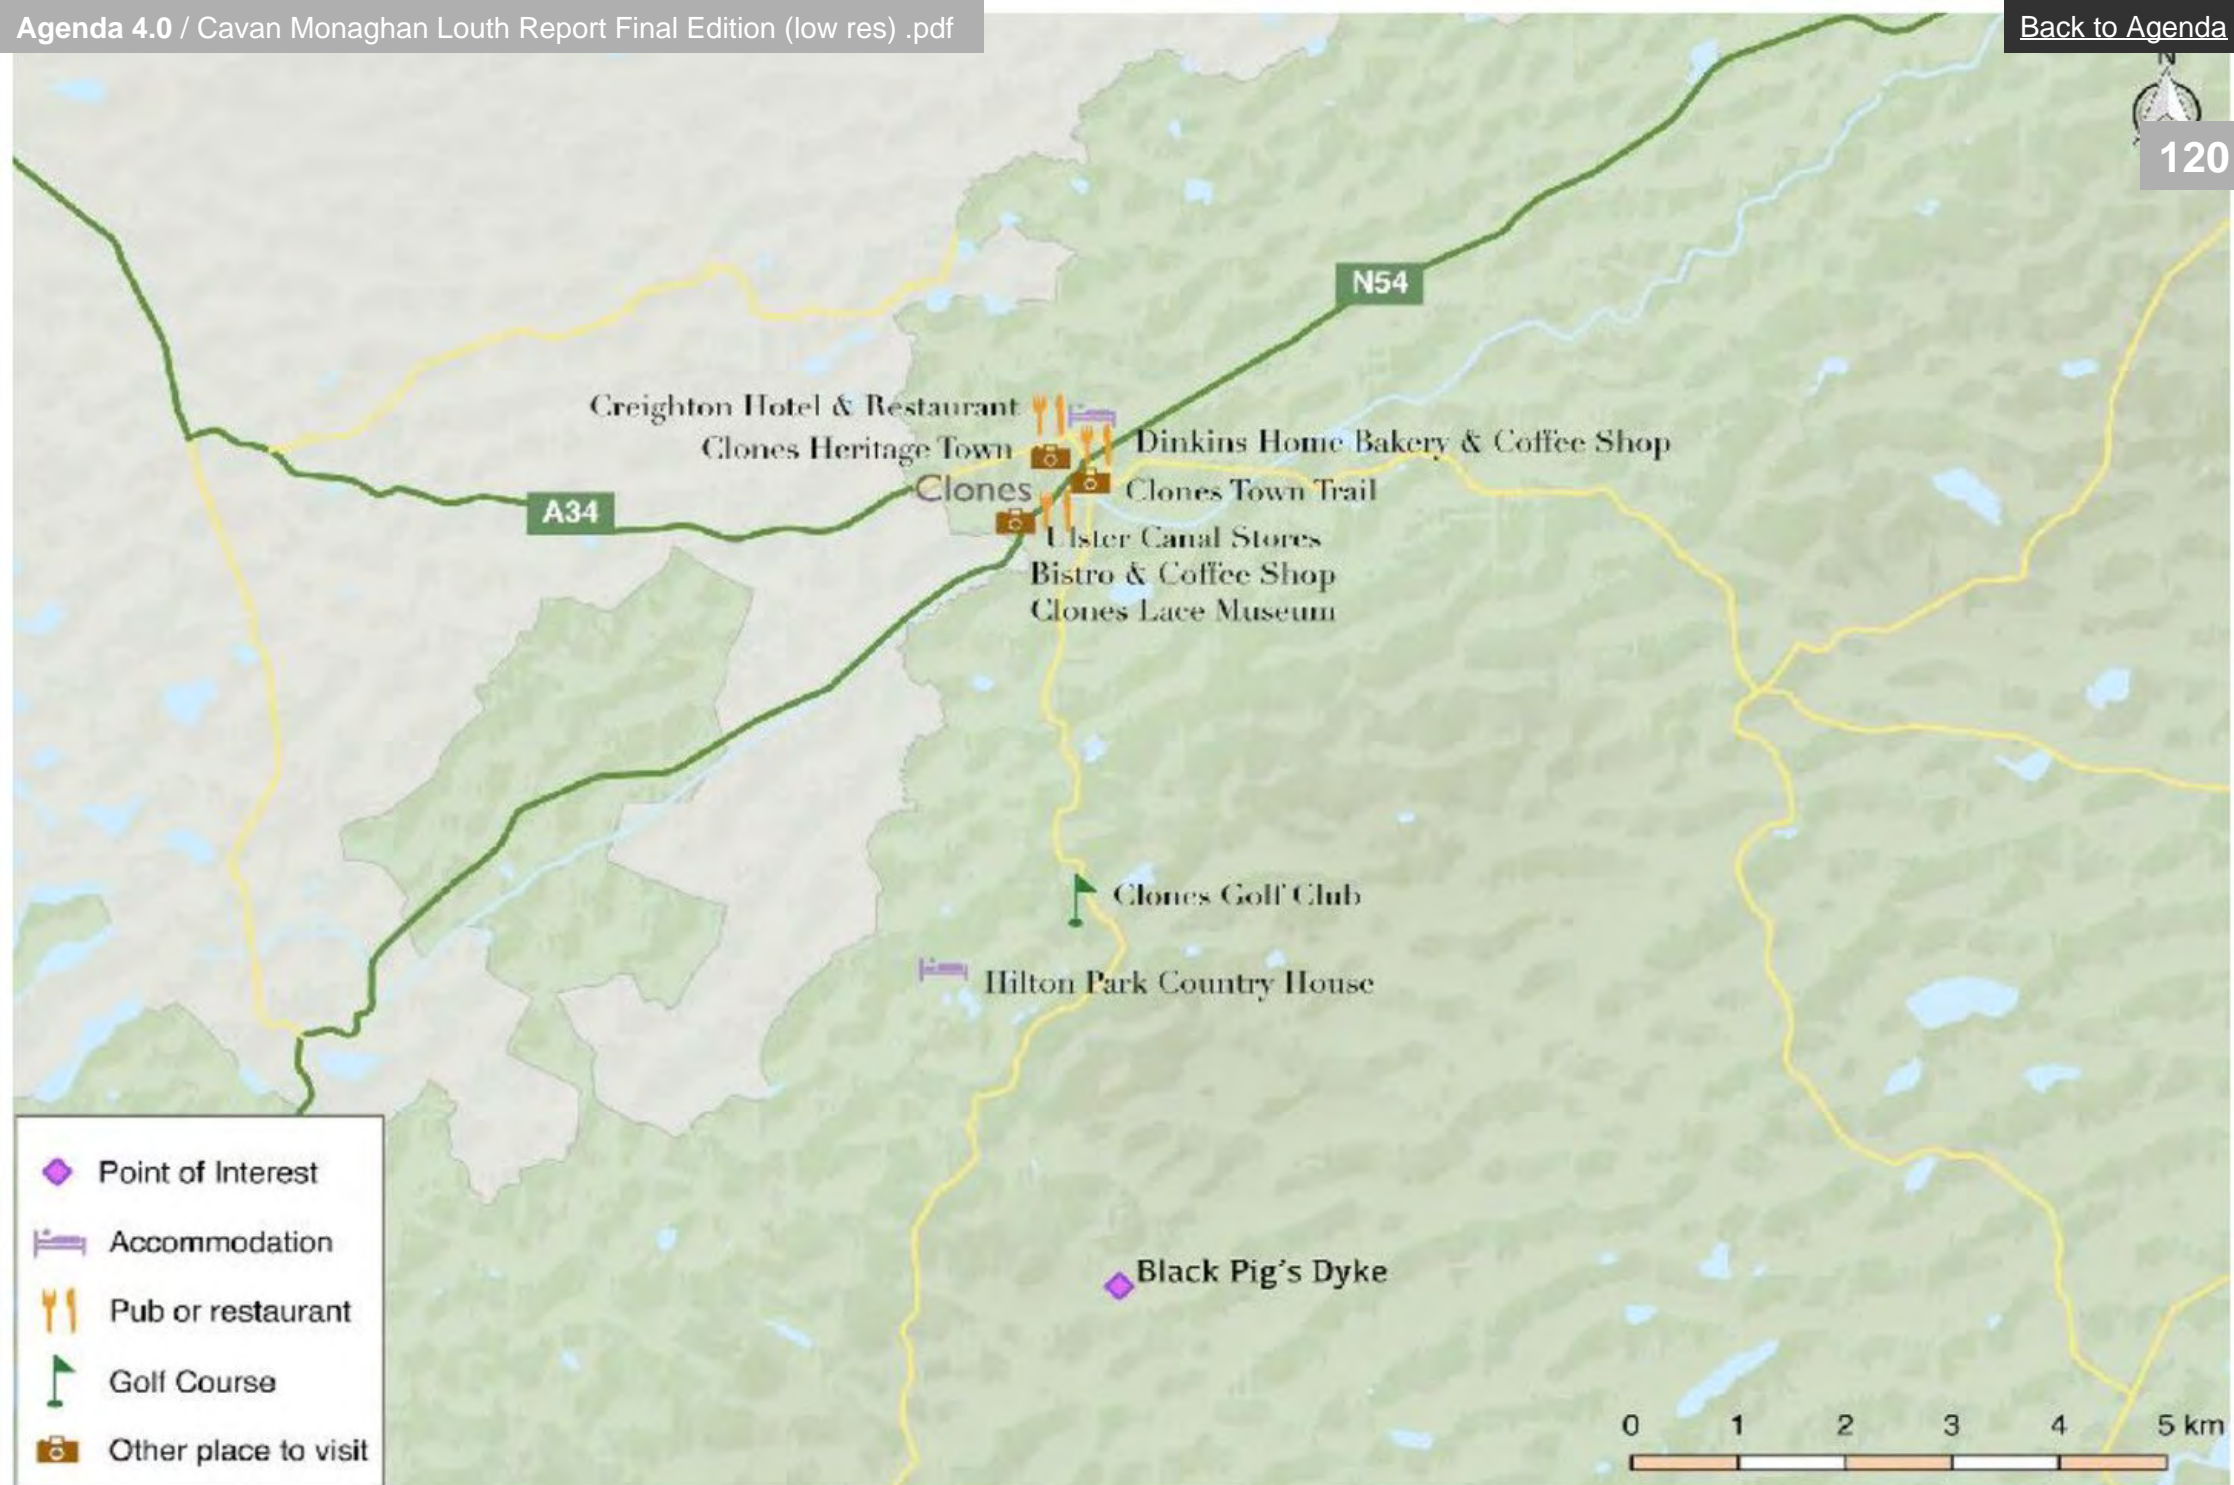 Agenda 4.0 / Cavan Monaghan Louth Report Final Edition (low res) .pdf
Back to Agenda
N
120
N54
Creighton Hotel & Restaurant
Clones Heritage Town
Dinkins Home Bakery & Coffee Shop
Clones
Clones Town Trail
A34
Ulster Canal Stores
Bistro & Coffee Shop
Clones Lace Museum
Clones Golf Club
Hilton Park Country House
Black Pig's Dyke
Point of Interest
Accommodation
Pub or restaurant
Golf Course
Other place to visit
0 1 2 3 4 5 km